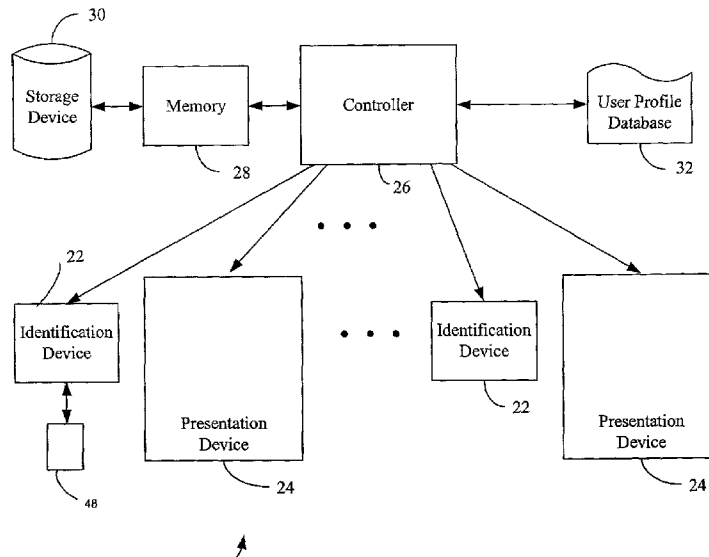 30
Storage
Device
Memory
28
Controller
26
User Profile
Database
32
22
Identification
Device
48
Presentation
Device
24
Identification
Device
22
Presentation
Device
24